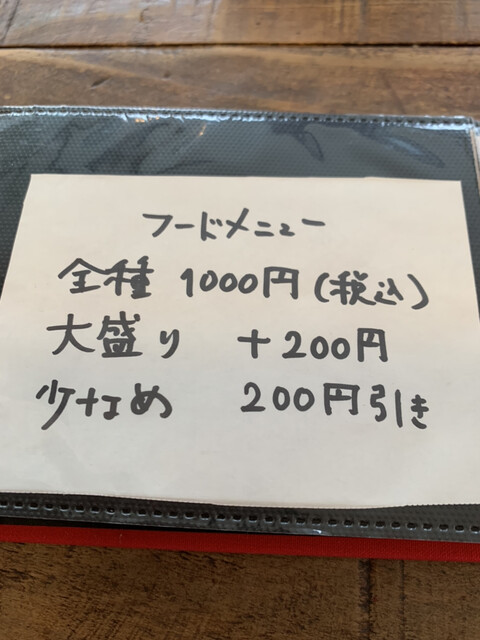 フードメニュー
全種 1000円(税込)
大盛り +200円
少なめ 200円引き